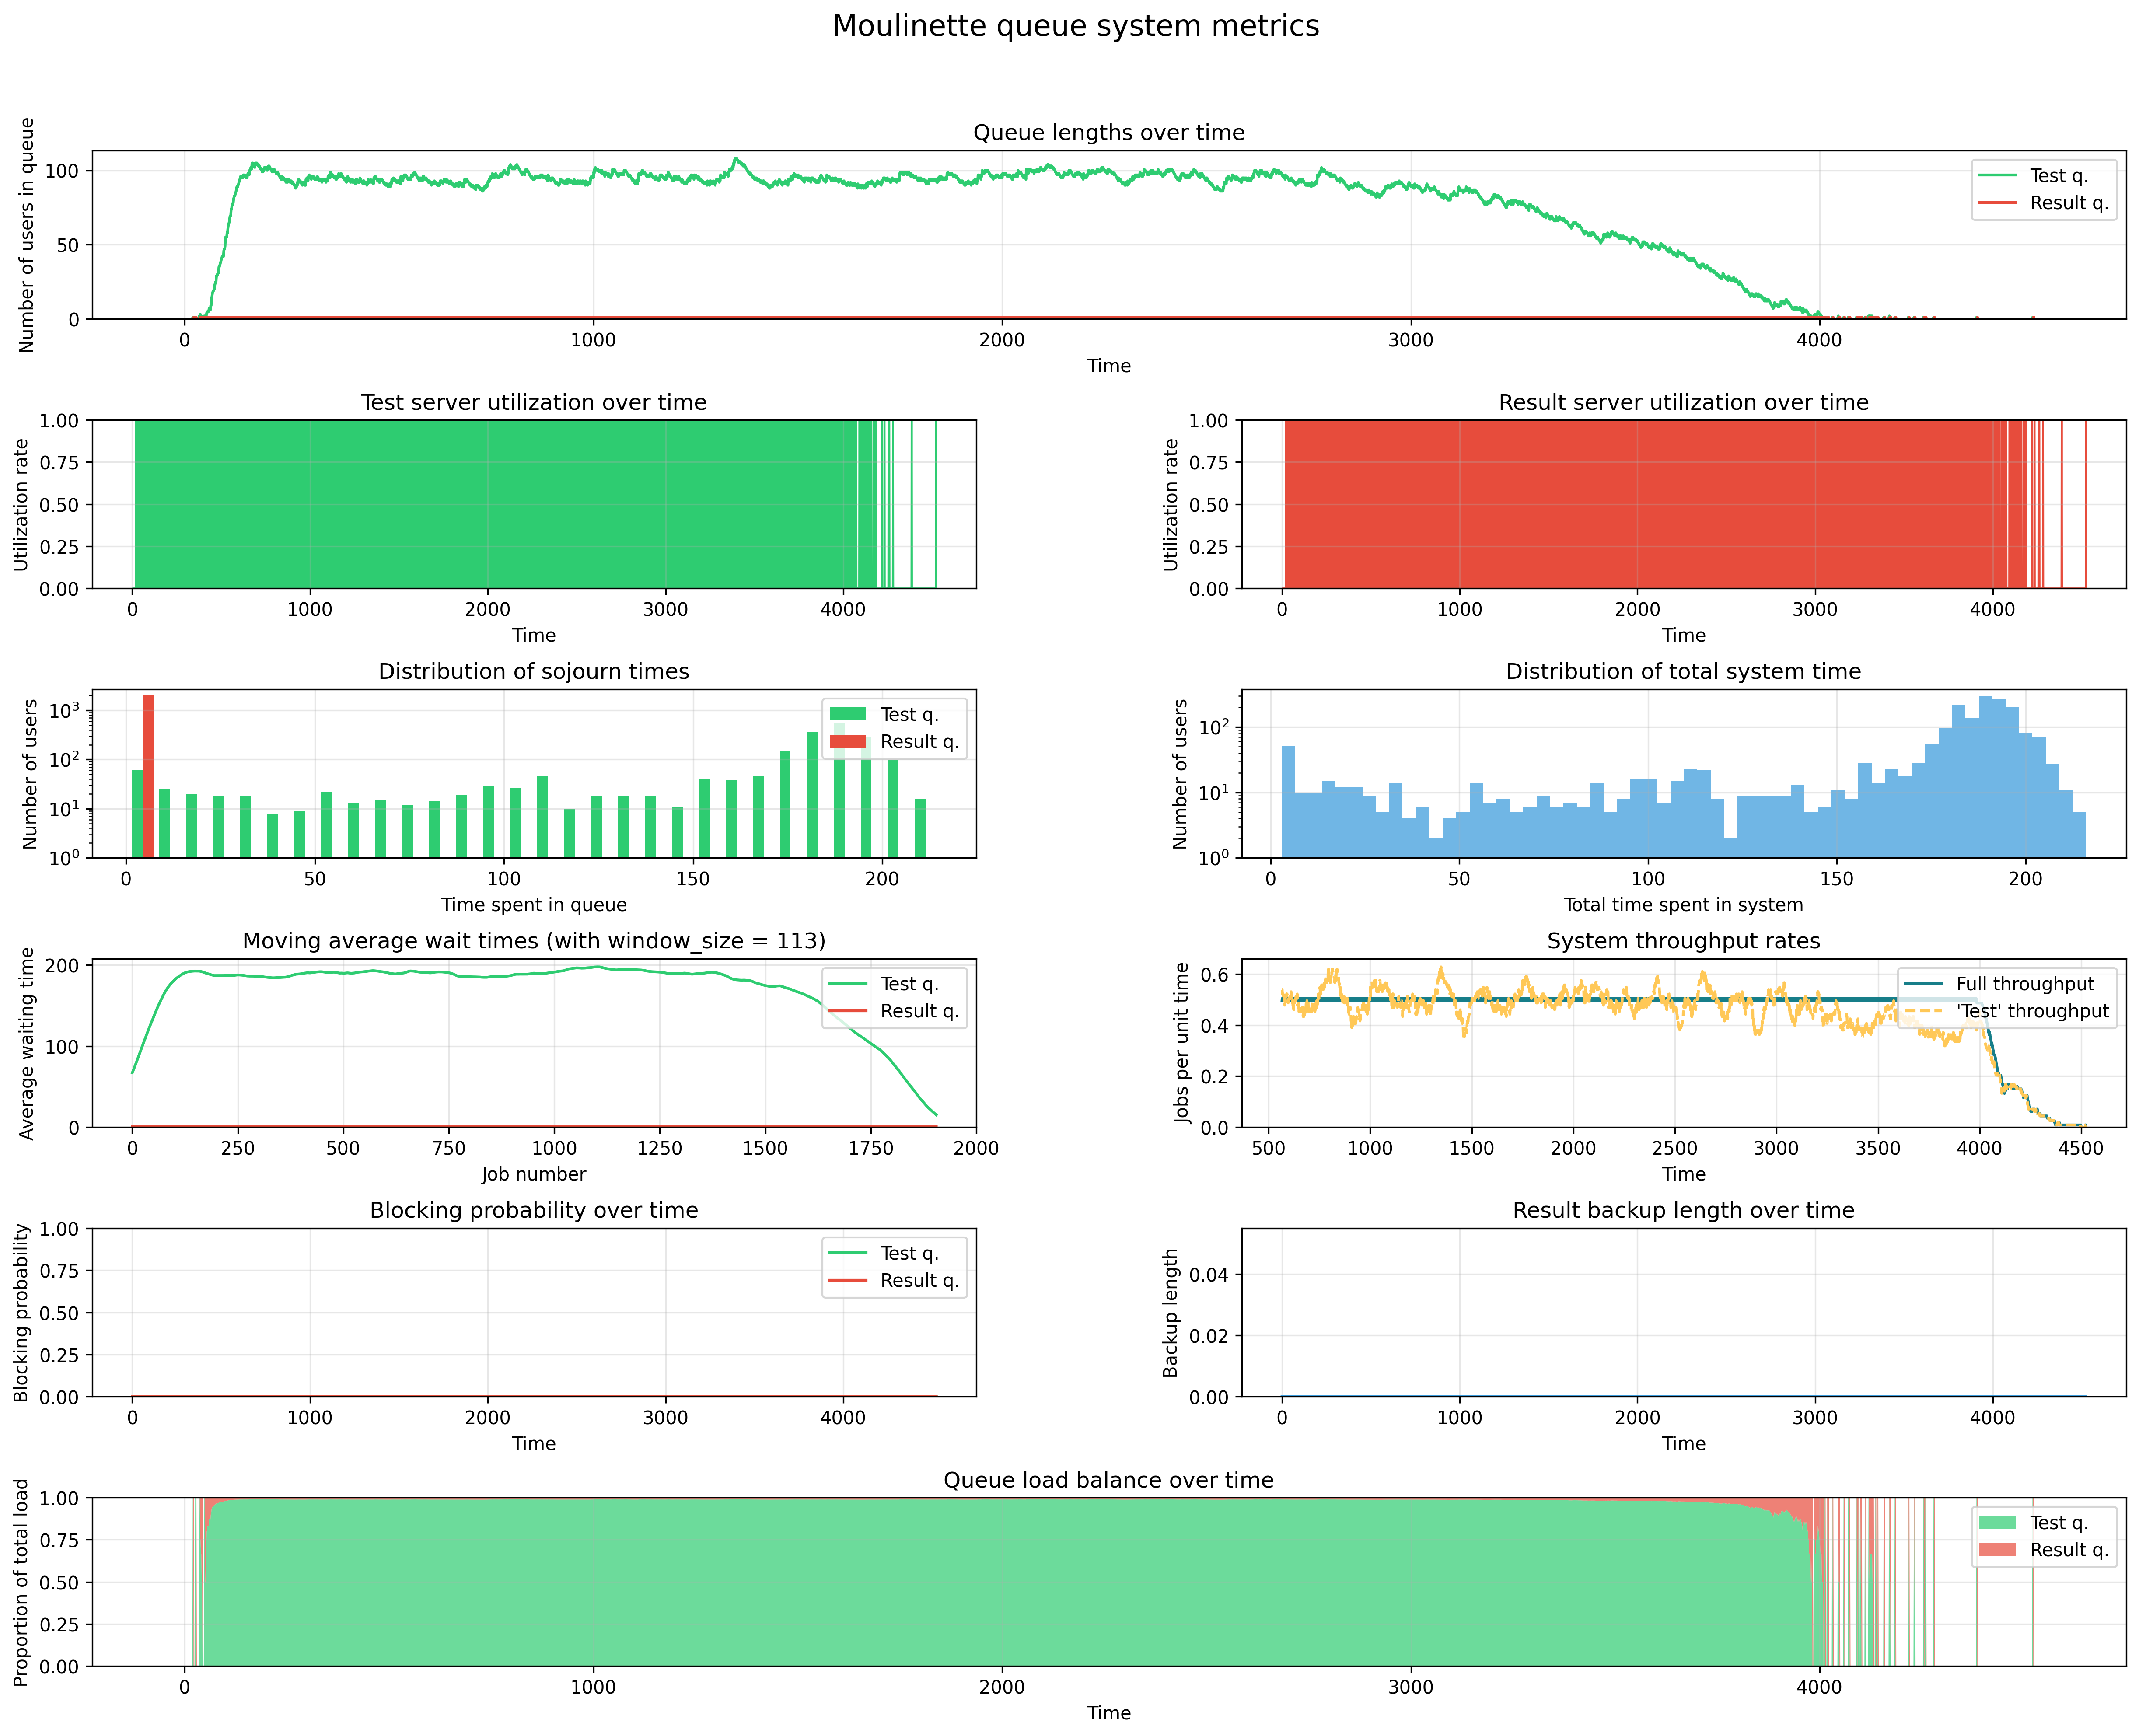 Moulinette queue system metrics
Queue lengths over time
Number of users in queue
100
50
0
Test q.
Result q.
0 1000 2000 3000 4000
Time
Test server utilization over time
Utilization rate
1.00
0.75
0.50
0.25
0.00
0 1000 2000 3000 4000
Time
Result server utilization over time
Utilization rate
1.00
0.75
0.50
0.25
0.00
0 1000 2000 3000 4000
Time
Distribution of sojourn times
Number of users
10³
10²
10¹
10⁰
Test q.
Result q.
0 50 100 150 200
Time spent in queue
Distribution of total system time
Number of users
10²
10¹
10⁰
0 50 100 150 200
Total time spent in system
Moving average wait times (with window_size = 113)
Average waiting time
200
100
0
Test q.
Result q.
0 250 500 750 1000 1250 1500 1750 2000
Job number
System throughput rates
Jobs per unit time
0.6
0.4
0.2
0.0
Full throughput
'Test' throughput
500 1000 1500 2000 2500 3000 3500 4000 4500
Time
Blocking probability over time
Blocking probability
1.00
0.75
0.50
0.25
0.00
Test q.
Result q.
0 1000 2000 3000 4000
Time
Result backup length over time
Backup length
0.04
0.02
0.00
0 1000 2000 3000 4000
Time
Queue load balance over time
Proportion of total load
1.00
0.75
0.50
0.25
0.00
Test q.
Result q.
0 1000 2000 3000 4000
Time